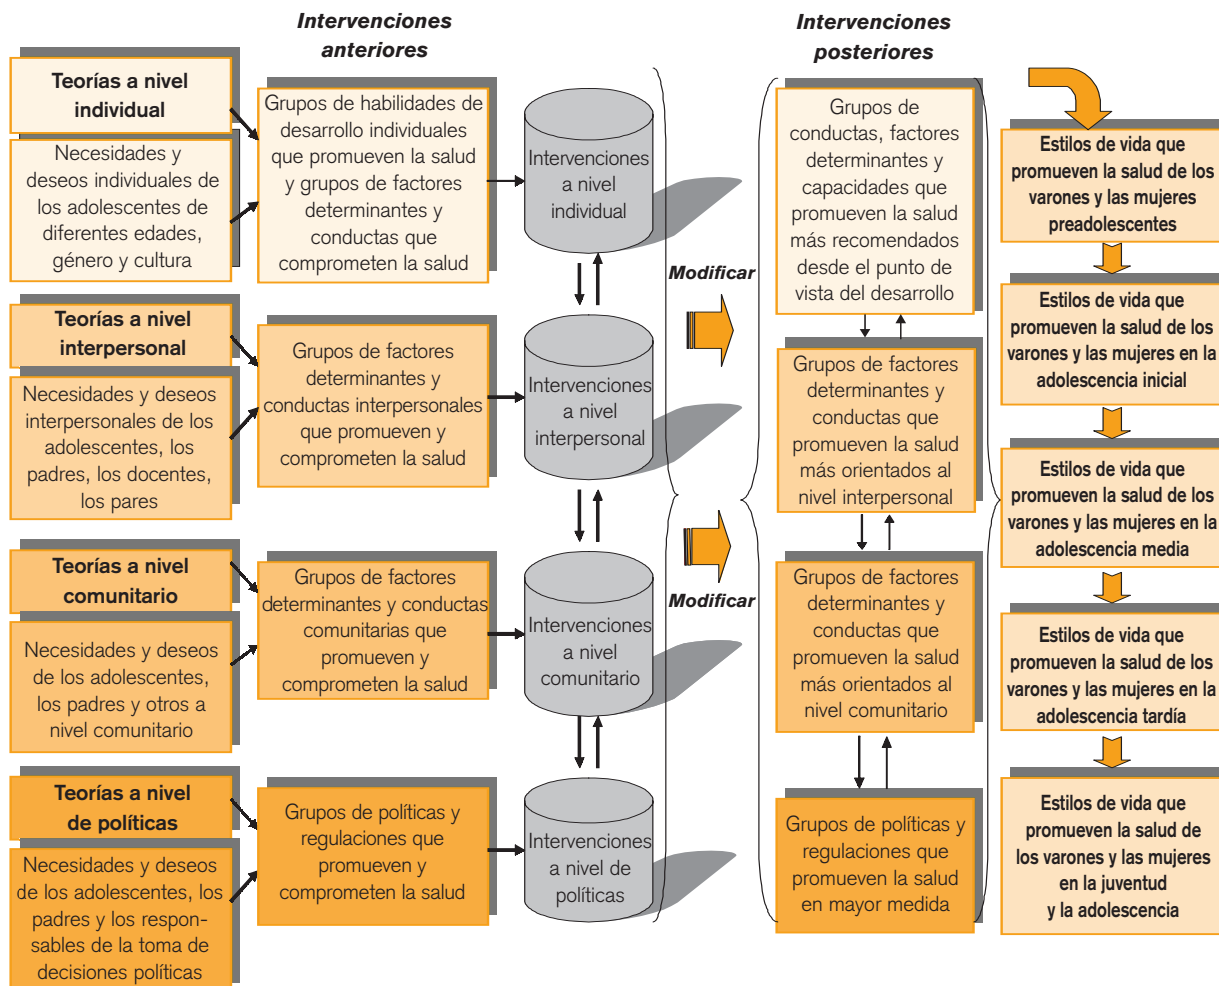 Intervenciones
anteriores
Intervenciones
posteriores
Teorías a nivel
individual
Necesidades y
deseos individuales de
los adolescentes de
diferentes edades,
género y cultura
Grupos de habilidades de
desarrollo individuales
que promueven la salud
y grupos de factores
determinantes y
conductas que
comprometen la salud
Intervenciones
a nivel
individual
Teorías a nivel
interpersonal
Necesidades y deseos
interpersonales de los
adolescentes, los
padres, los docentes,
los pares
Grupos de factores
determinantes y
conductas interpersonales
que promueven y
comprometen la salud
Intervenciones
a nivel
interpersonal
Teorías a nivel
comunitario
Necesidades y deseos
de los adolescentes,
los padres y otros a
nivel comunitario
Grupos de factores
determinantes y conductas
comunitarias que
promueven y
comprometen la salud
Intervenciones
a nivel
comunitario
Teorías a nivel
de políticas
Necesidades y deseos
de los adolescentes, los
padres y los respon-
sables de la toma de
decisiones políticas
Grupos de políticas y
regulaciones que
promueven y
comprometen la salud
Intervenciones
a nivel de
políticas
Modificar
Modificar
Grupos de
conductas, factores
determinantes y
capacidades que
promueven la salud
más recomendados
desde el punto de
vista del desarrollo
Grupos de factores
determinantes y
conductas que
promueven la salud
más orientados al
nivel interpersonal
Grupos de factores
determinantes y
conductas que
promueven la salud
más orientados al
nivel comunitario
Grupos de políticas y
regulaciones que
promueven la salud
en mayor medida
Estilos de vida que
promueven la salud de los
varones y las mujeres
preadolescentes
Estilos de vida que
promueven la salud de los
varones y las mujeres en la
adolescencia inicial
Estilos de vida que
promueven la salud de los
varones y las mujeres en la
adolescencia media
Estilos de vida que
promueven la salud de los
varones y las mujeres en la
adolescencia tardía
Estilos de vida que
promueven la salud de
los varones y las mujeres
en la juventud
y la adolescencia